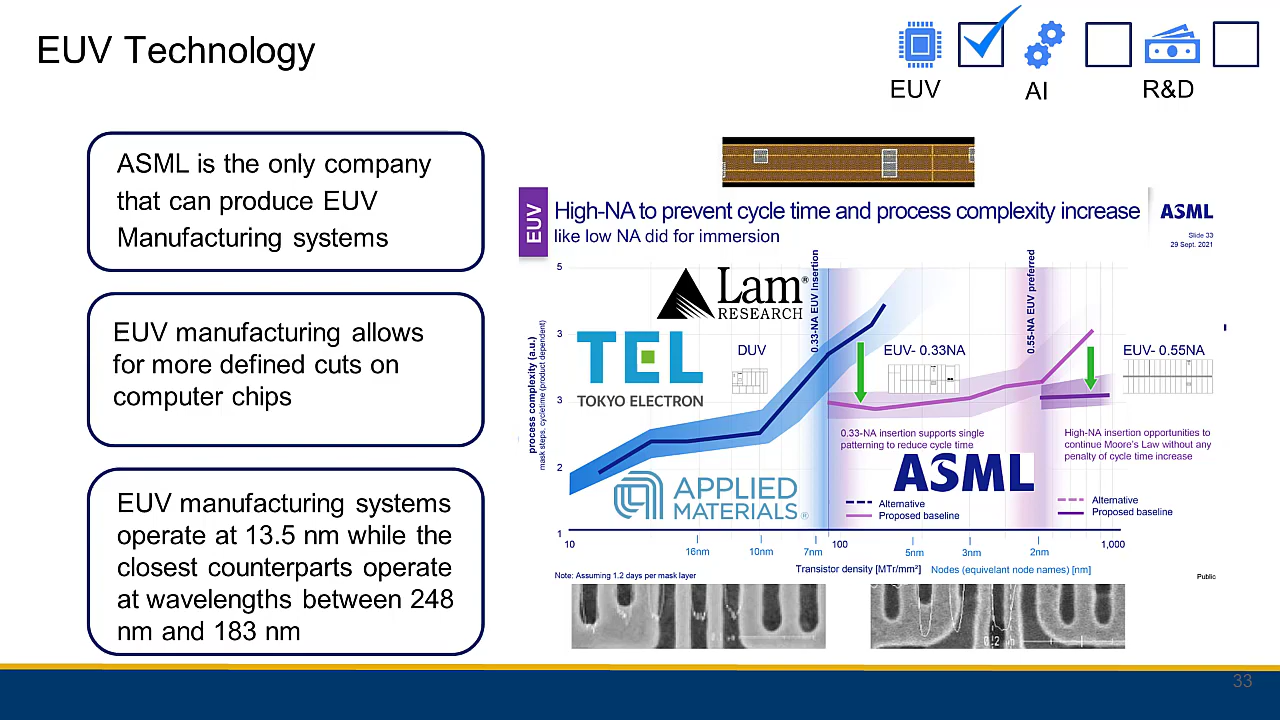 EUV Technology
EUV
AI
R&D
ASML is the only company
that can produce EUV
Manufacturing systems
EUV manufacturing allows
for more defined cuts on
computer chips
EUV manufacturing systems
operate at 13.5 nm while the
closest counterparts operate
at wavelengths between 248
nm and 183 nm
EUV
High-NA to prevent cycle time and process complexity increase
like low NA did for immersion
ASML
Slide 33
29 Sept. 2021
process complexity (a.u.)
mask steps, cycletime (product dependent)
5
3
3
2
1
Lam®
RESEARCH
TEL
TOKYO ELECTRON
DUV
0.33-NA EUV Insertion
EUV- 0.33NA
0.55-NA EUV preferred
EUV- 0.55NA
0.33-NA insertion supports single
patterning to reduce cycle time
High-NA insertion opportunities to
continue Moore's Law without any
penalty of cycle time increase
APPLIED
MATERIALS®
ASML
Alternative
Proposed baseline
Alternative
Proposed baseline
10
100
1,000
16nm
10nm
7nm
5nm
3nm
2nm
Transistor density [MTr/mm²]
Nodes (equivelant node names) [nm]
Note: Assuming 1.2 days per mask layer
Public
33